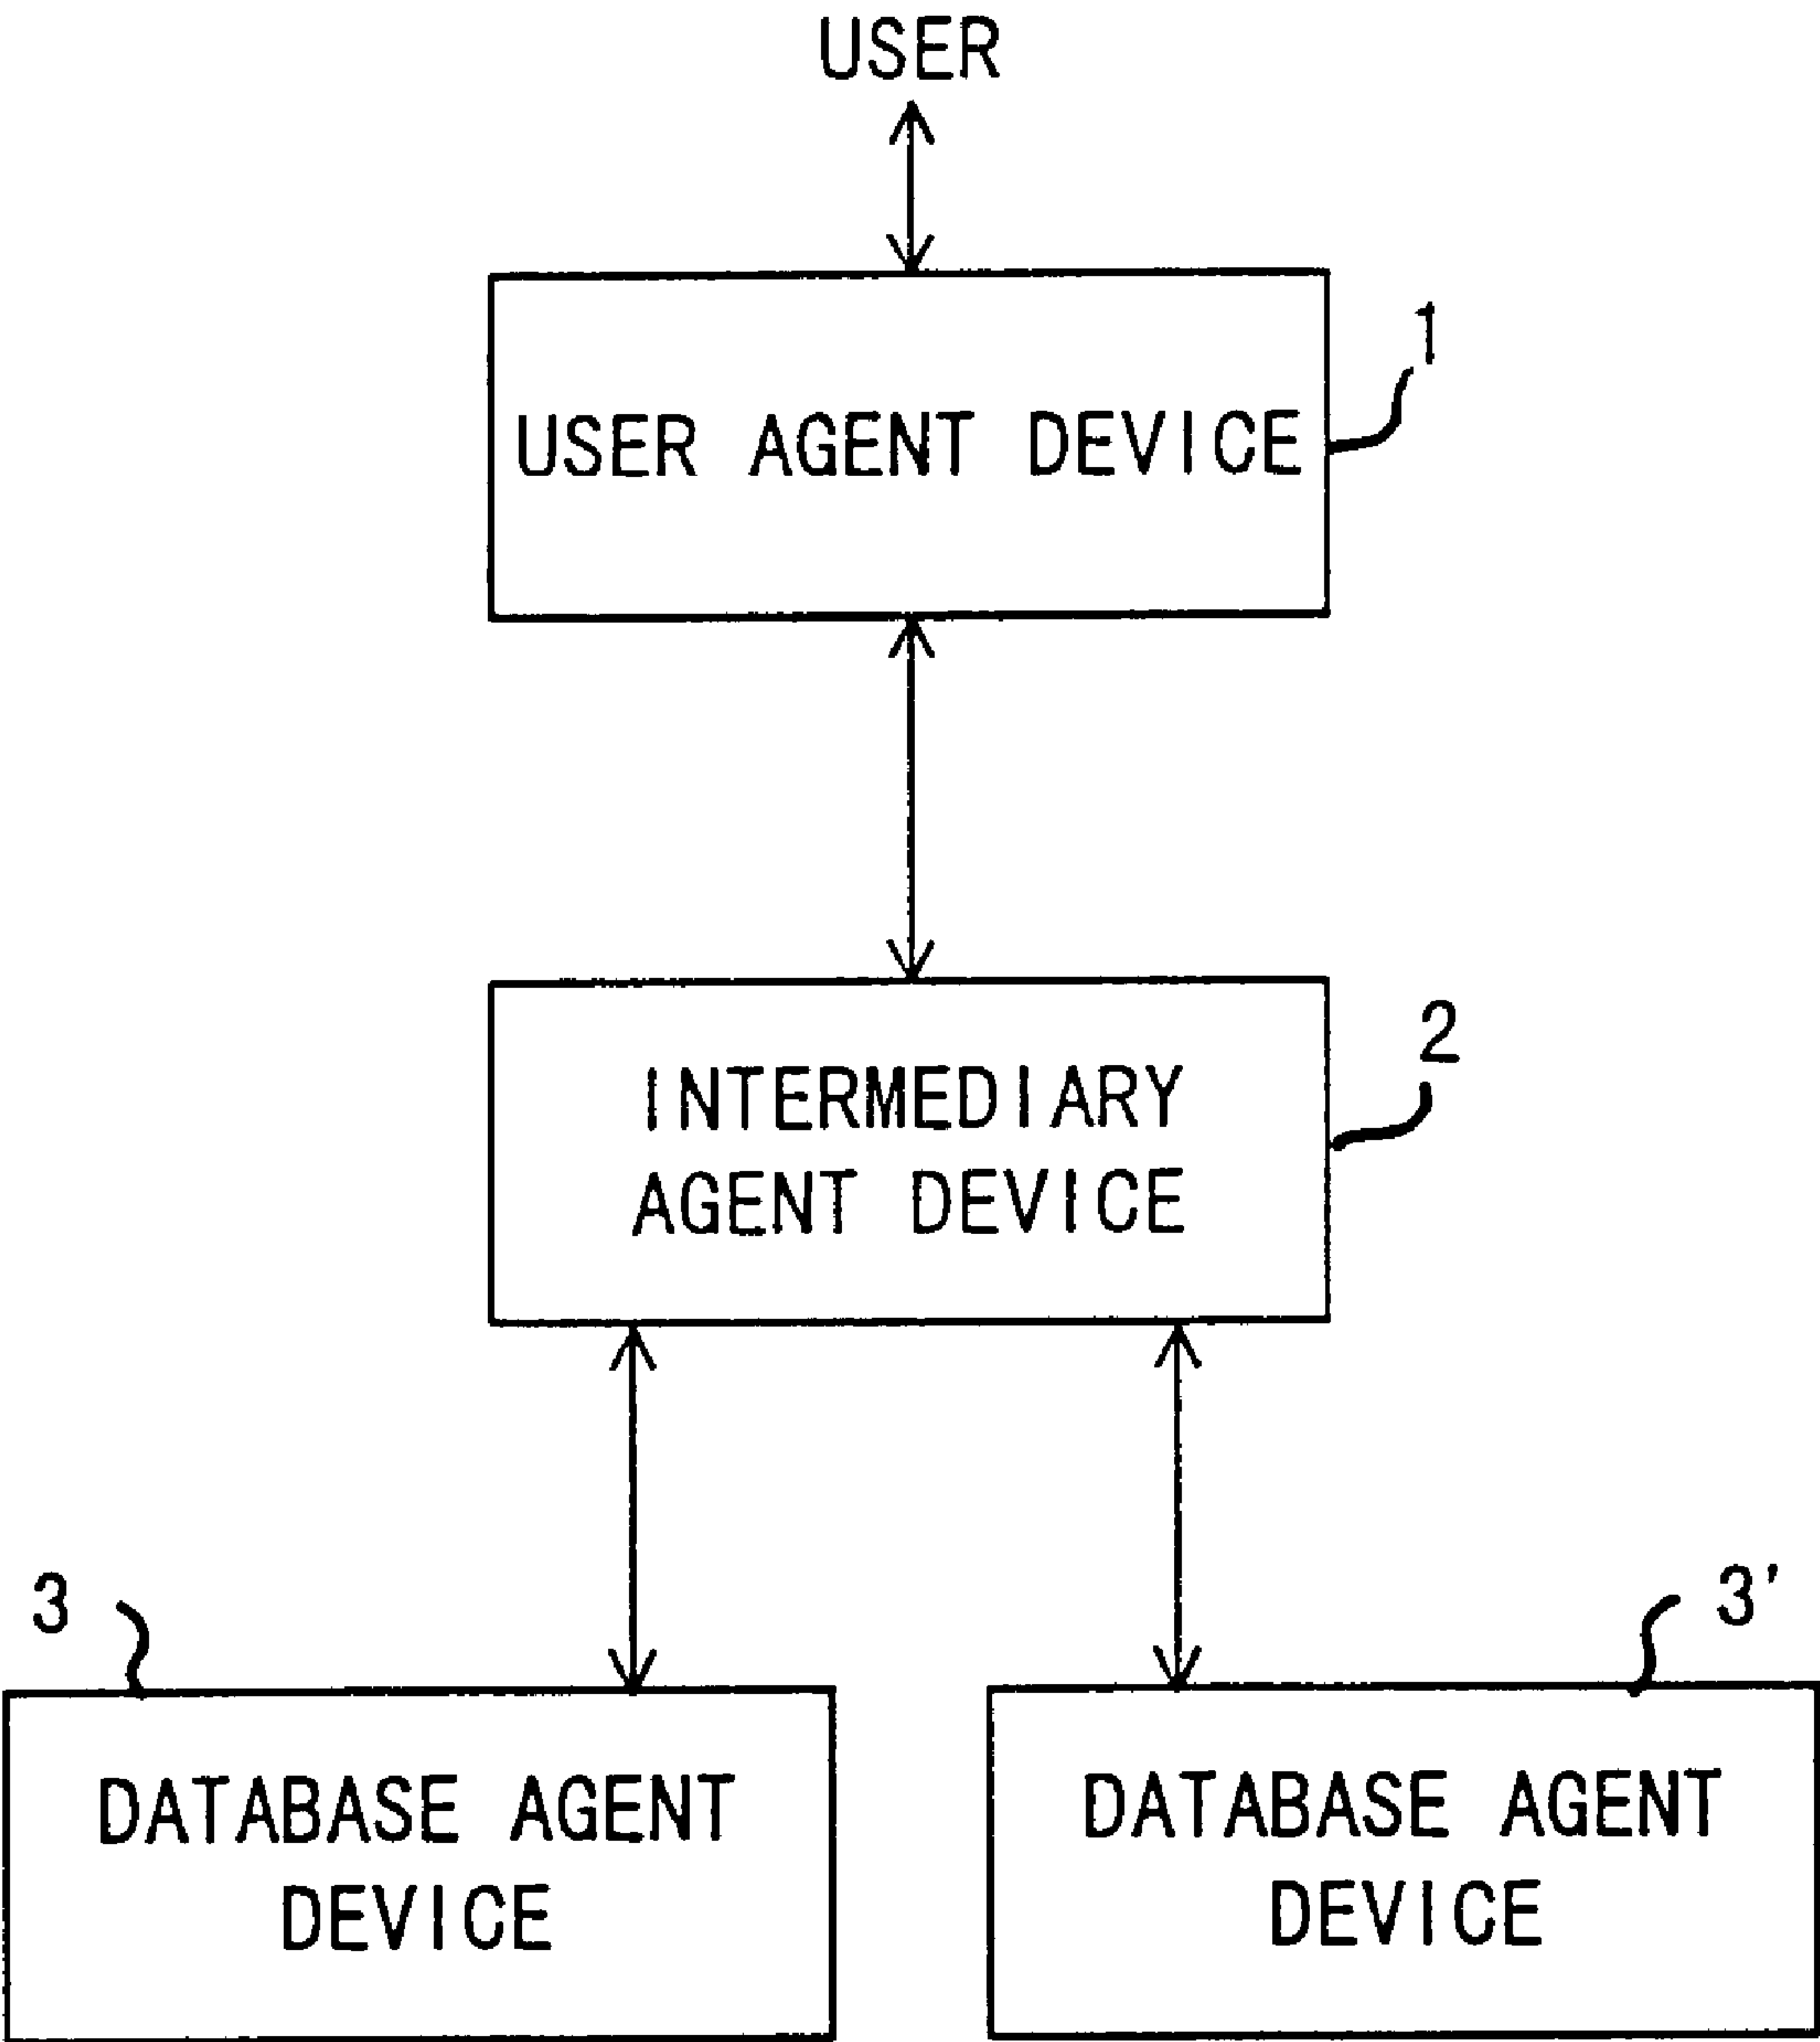 USER
1
USER AGENT DEVICE
2
INTERMEDIARY
AGENT DEVICE
3
3'
DATABASE AGENT
DEVICE
DATABASE AGENT
DEVICE